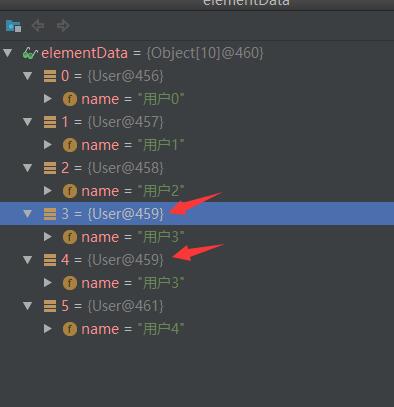 elementData
elementData = {Object[10]@460}
0 = {User@456}
f name = "用户0"
1 = {User@457}
f name = "用户1"
2 = {User@458}
f name = "用户2"
3 = {User@459}
f name = "用户3"
4 = {User@459}
f name = "用户3"
5 = {User@461}
f name = "用户4"